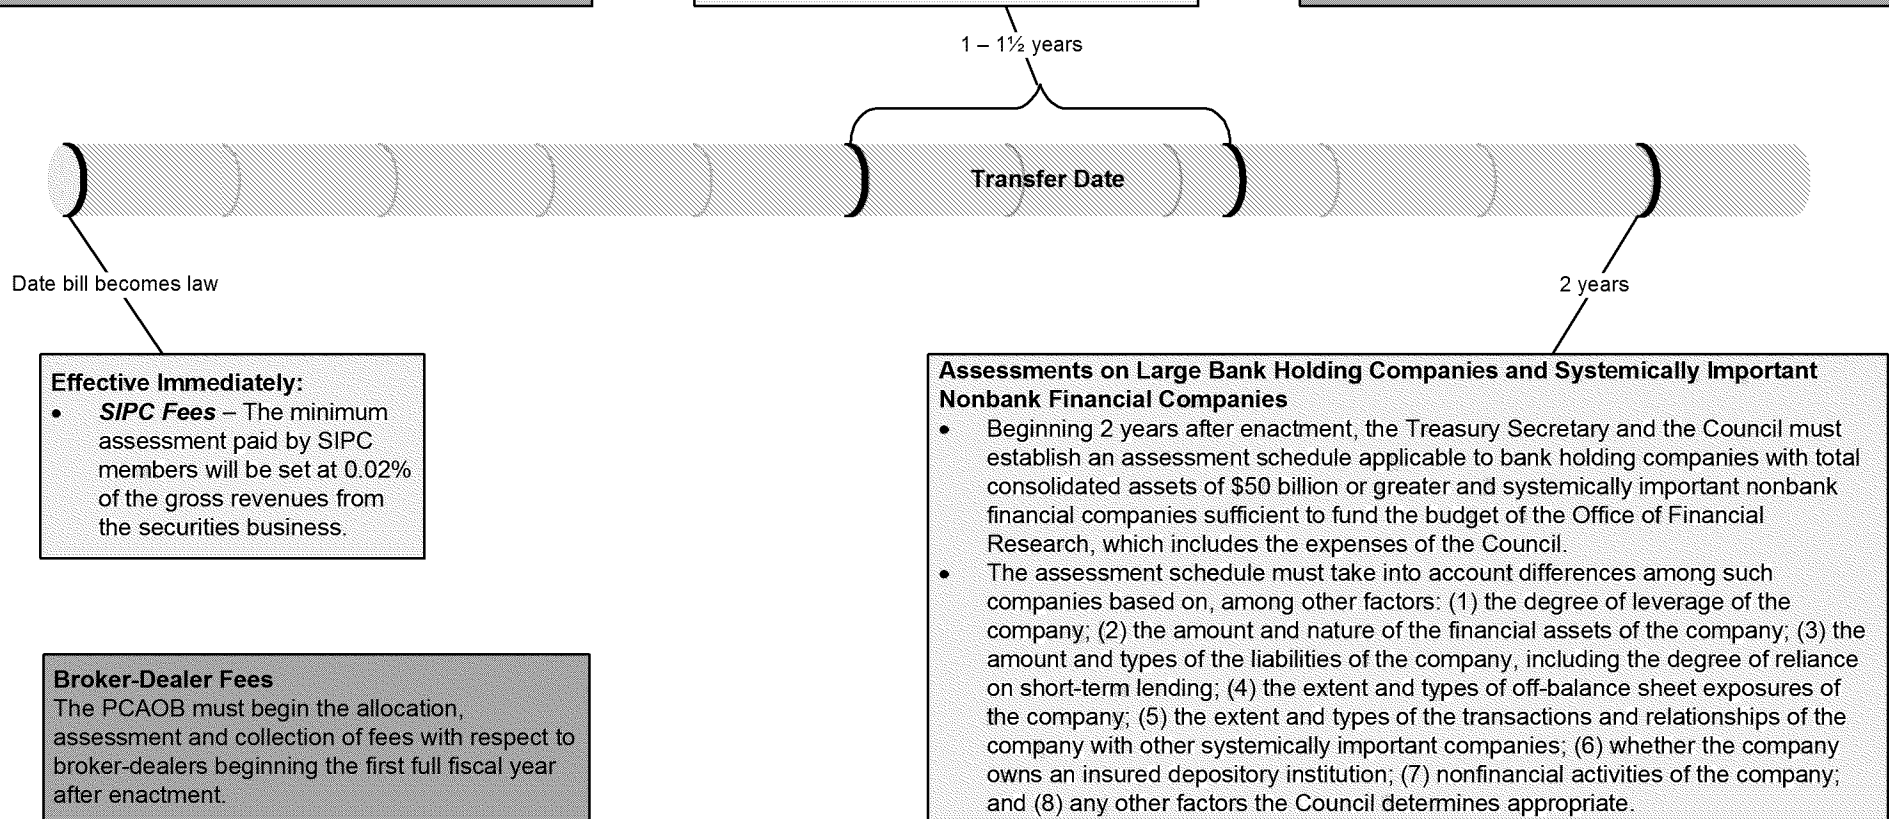 1 – 1½ years
Transfer Date
Date bill becomes law
2 years
Effective Immediately:
• SIPC Fees – The minimum
assessment paid by SIPC
members will be set at 0.02%
of the gross revenues from
the securities business.
Broker-Dealer Fees
The PCAOB must begin the allocation,
assessment and collection of fees with respect to
broker-dealers beginning the first full fiscal year
after enactment.
Assessments on Large Bank Holding Companies and Systemically Important
Nonbank Financial Companies
• Beginning 2 years after enactment, the Treasury Secretary and the Council must
establish an assessment schedule applicable to bank holding companies with total
consolidated assets of $50 billion or greater and systemically important nonbank
financial companies sufficient to fund the budget of the Office of Financial
Research, which includes the expenses of the Council.
• The assessment schedule must take into account differences among such
companies based on, among other factors: (1) the degree of leverage of the
company; (2) the amount and nature of the financial assets of the company; (3) the
amount and types of the liabilities of the company, including the degree of reliance
on short-term lending; (4) the extent and types of off-balance sheet exposures of
the company; (5) the extent and types of the transactions and relationships of the
company with other systemically important companies; (6) whether the company
owns an insured depository institution; (7) nonfinancial activities of the company;
and (8) any other factors the Council determines appropriate.